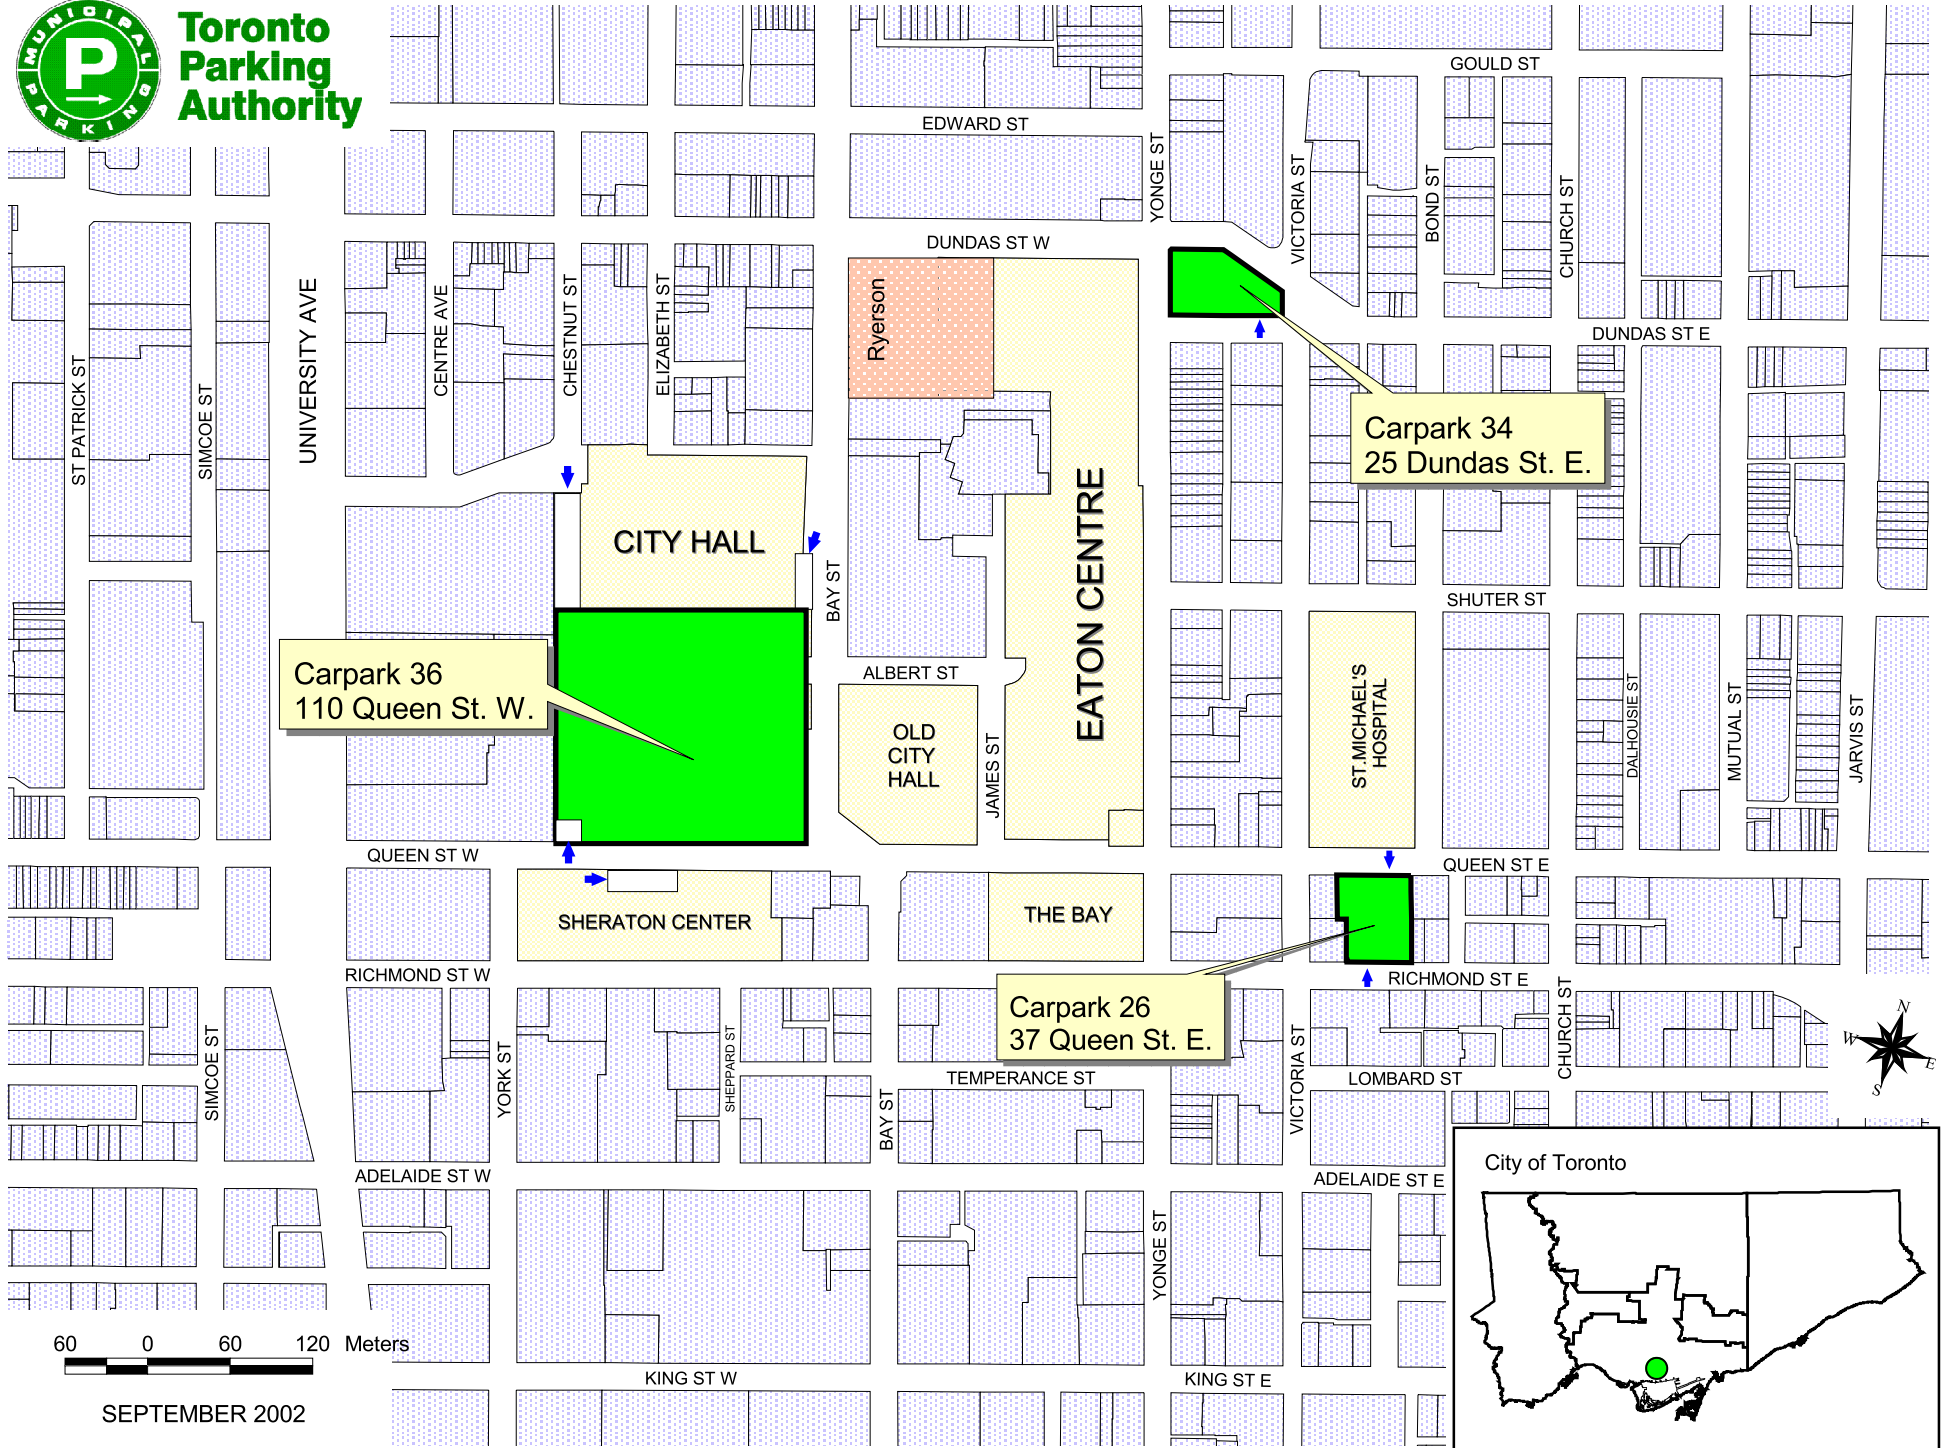 MUNICIPAL
P
PARKING
Toronto
Parking
Authority
GOULD ST
EDWARD ST
YONGE ST
VICTORIA ST
BOND ST
CHURCH ST
DUNDAS ST W
UNIVERSITY AVE
CENTRE AVE
CHESTNUT ST
ELIZABETH ST
Ryerson
DUNDAS ST E
ST PATRICK ST
SIMCOE ST
Carpark 34
25 Dundas St. E.
CITY HALL
EATON CENTRE
BAY ST
SHUTER ST
Carpark 36
110 Queen St. W.
ALBERT ST
OLD
CITY
HALL
JAMES ST
ST.MICHAEL'S
HOSPITAL
DALHOUSIE ST
MUTUAL ST
JARVIS ST
QUEEN ST W
QUEEN ST E
SHERATON CENTER
THE BAY
RICHMOND ST W
RICHMOND ST E
Carpark 26
37 Queen St. E.
SIMCOE ST
YORK ST
SHEPPARD ST
BAY ST
TEMPERANCE ST
VICTORIA ST
LOMBARD ST
CHURCH ST
N
W
E
S
ADELAIDE ST W
ADELAIDE ST E
City of Toronto
YONGE ST
60 0 60 120 Meters
KING ST W
KING ST E
SEPTEMBER 2002